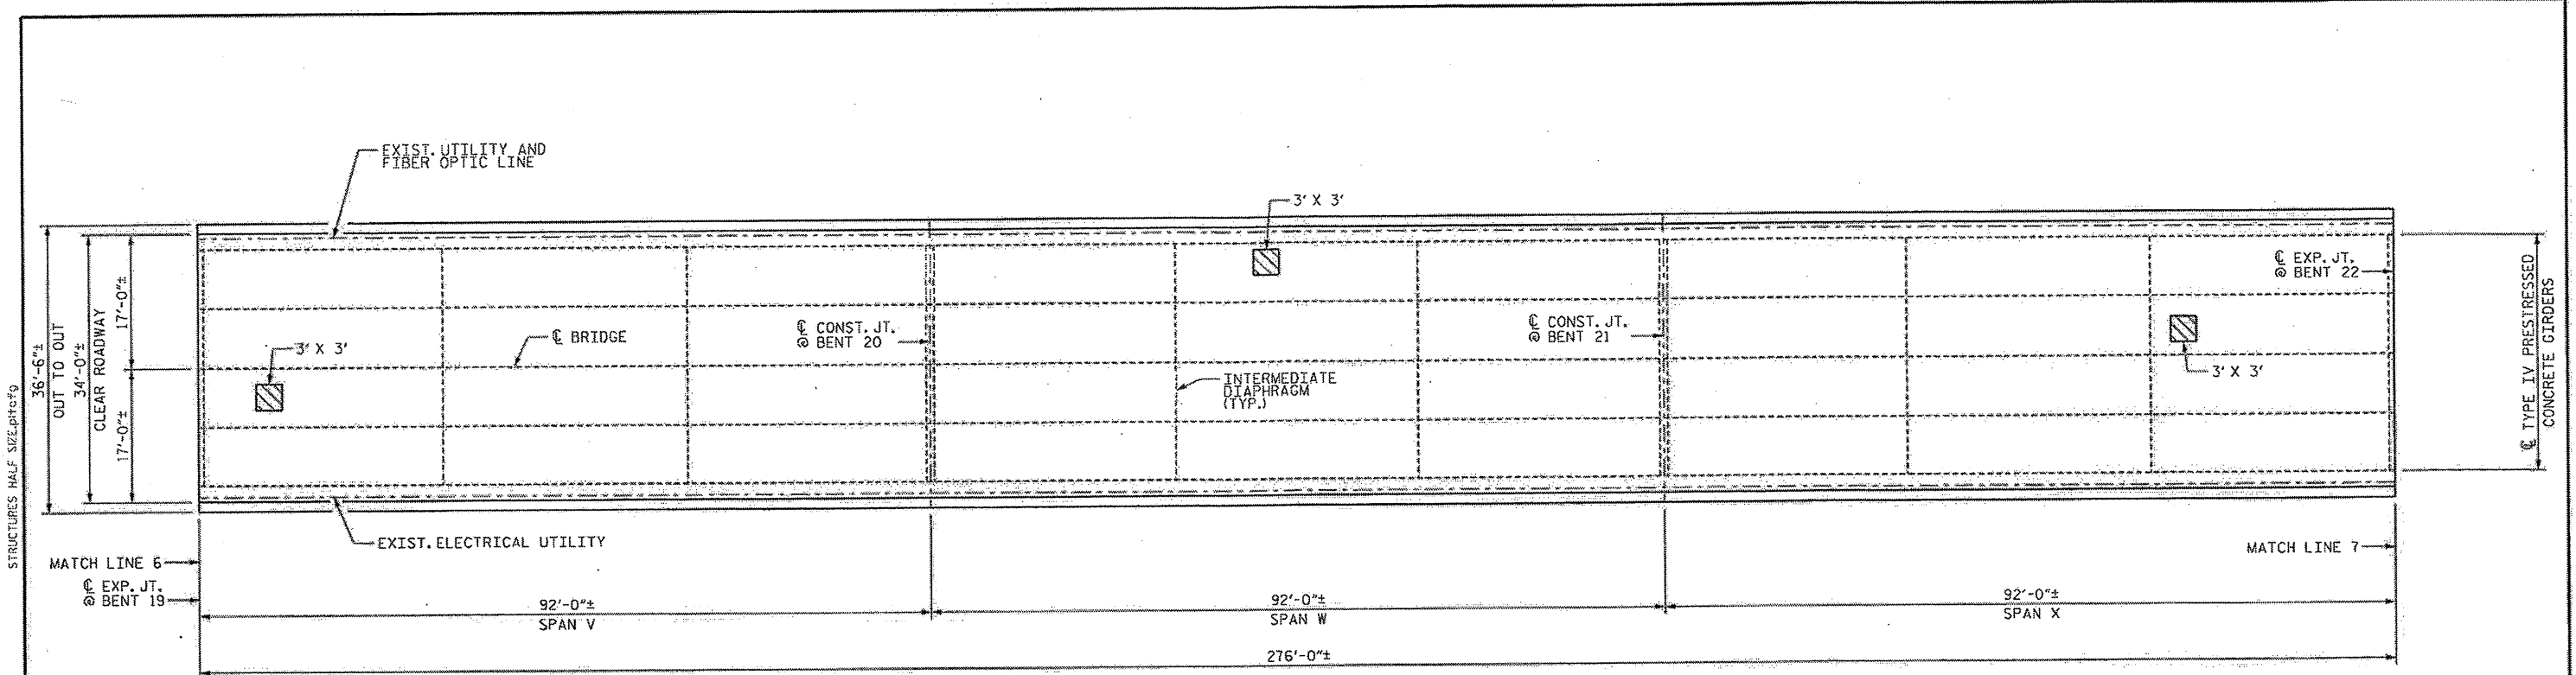 EXIST. UTILITY AND
FIBER OPTIC LINE
3' X 3'
36'-6"±
OUT TO OUT
34'-0"±
CLEAR ROADWAY
17'-0"±
17'-0"±
3' X 3'
℄ BRIDGE
℄ CONST. JT.
@ BENT 20
INTERMEDIATE
DIAPHRAGM
(TYP.)
℄ CONST. JT.
@ BENT 21
℄ EXP. JT.
@ BENT 22
3' X 3'
℄ TYPE IV PRESTRESSED
CONCRETE GIRDERS
EXIST. ELECTRICAL UTILITY
MATCH LINE 6
℄ EXP. JT.
@ BENT 19
MATCH LINE 7
92'-0"±
SPAN V
92'-0"±
SPAN W
92'-0"±
SPAN X
276'-0"±
STRUCTURES HALF SIZE.pltcfg